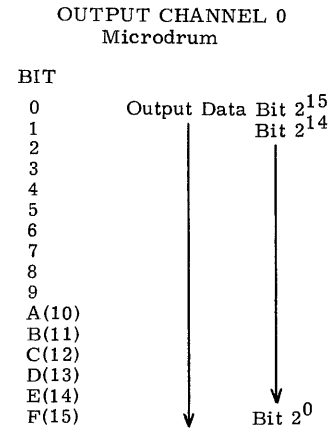 OUTPUT CHANNEL 0
Microdrum
BIT
0 Output Data Bit 2^15
1 Bit 2^14
2
3
4
5
6
7
8
9
A(10)
B(11)
C(12)
D(13)
E(14)
F(15) Bit 2^0